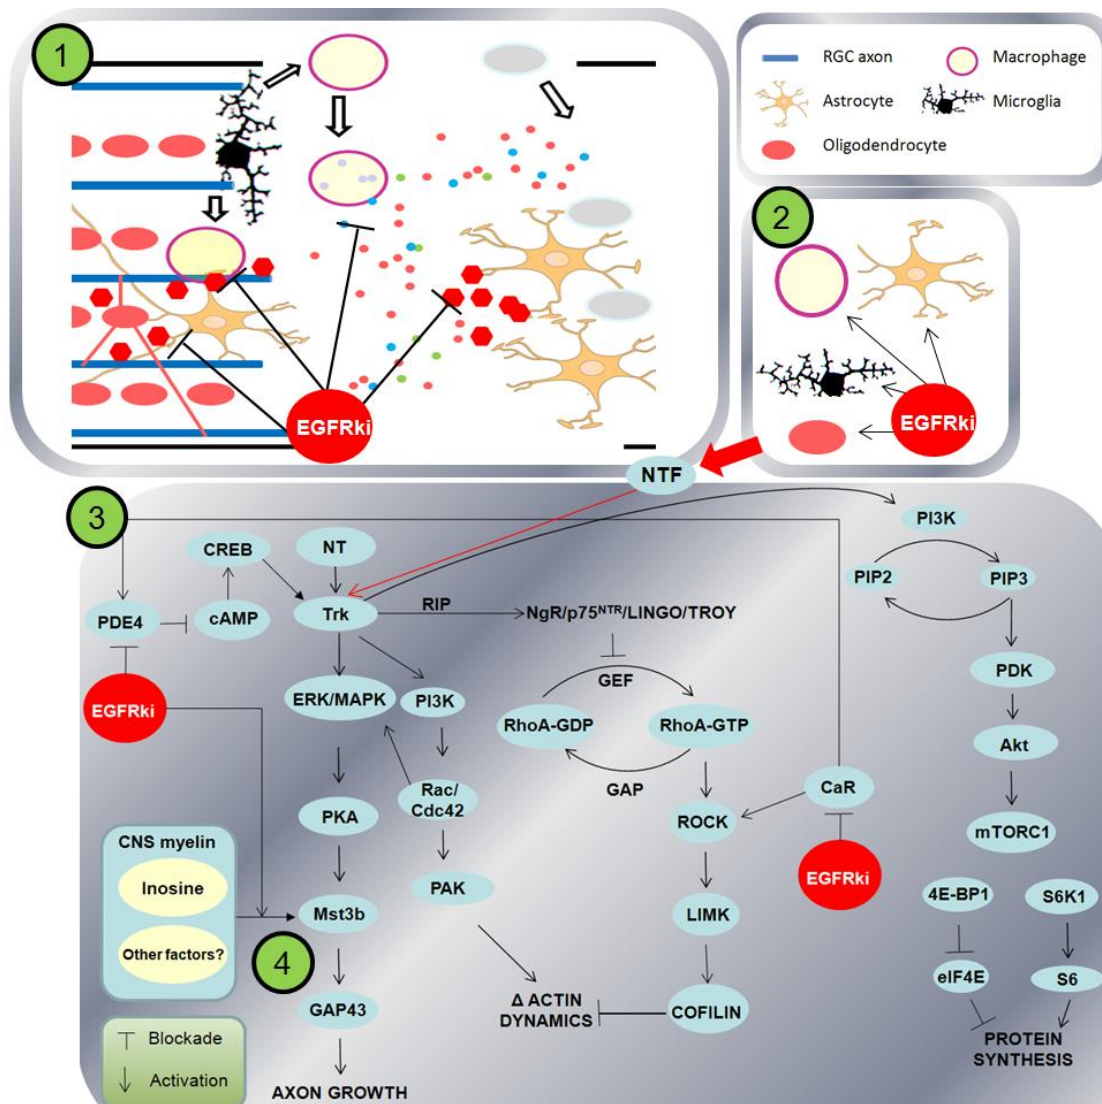 1
EGFRki
RGC axon
Macrophage
Astrocyte
Microglia
Oligodendrocyte
2
EGFRki
NTF
3
CREB
NT
PI3K
PIP2
PIP3
PDE4
cAMP
Trk
RIP
NgR/p75NTR/LINGO/TROY
EGFRki
ERK/MAPK
PI3K
GEF
RhoA-GDP
RhoA-GTP
GAP
PDK
Akt
mTORC1
Rac/
Cdc42
PKA
PAK
ROCK
CaR
EGFRki
LIMK
COFILIN
4E-BP1
S6K1
eIF4E
S6
PROTEIN
SYNTHESIS
CNS myelin
Inosine
Other factors?
Mst3b
4
GAP43
Δ ACTIN
DYNAMICS
AXON GROWTH
Blockade
Activation